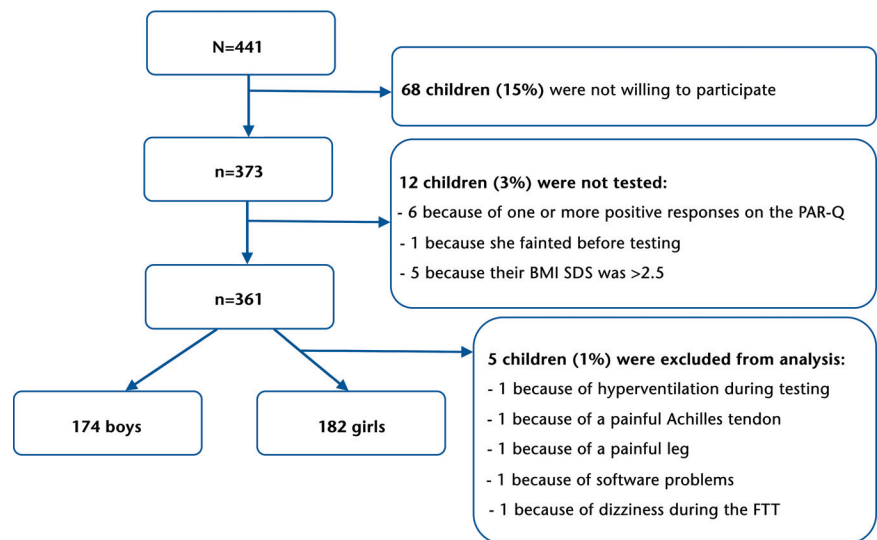 N=441
68 children (15%) were not willing to participate
n=373
12 children (3%) were not tested:
- 6 because of one or more positive responses on the PAR-Q
- 1 because she fainted before testing
- 5 because their BMI SDS was >2.5
n=361
5 children (1%) were excluded from analysis:
- 1 because of hyperventilation during testing
- 1 because of a painful Achilles tendon
- 1 because of a painful leg
- 1 because of software problems
- 1 because of dizziness during the FTT
174 boys
182 girls